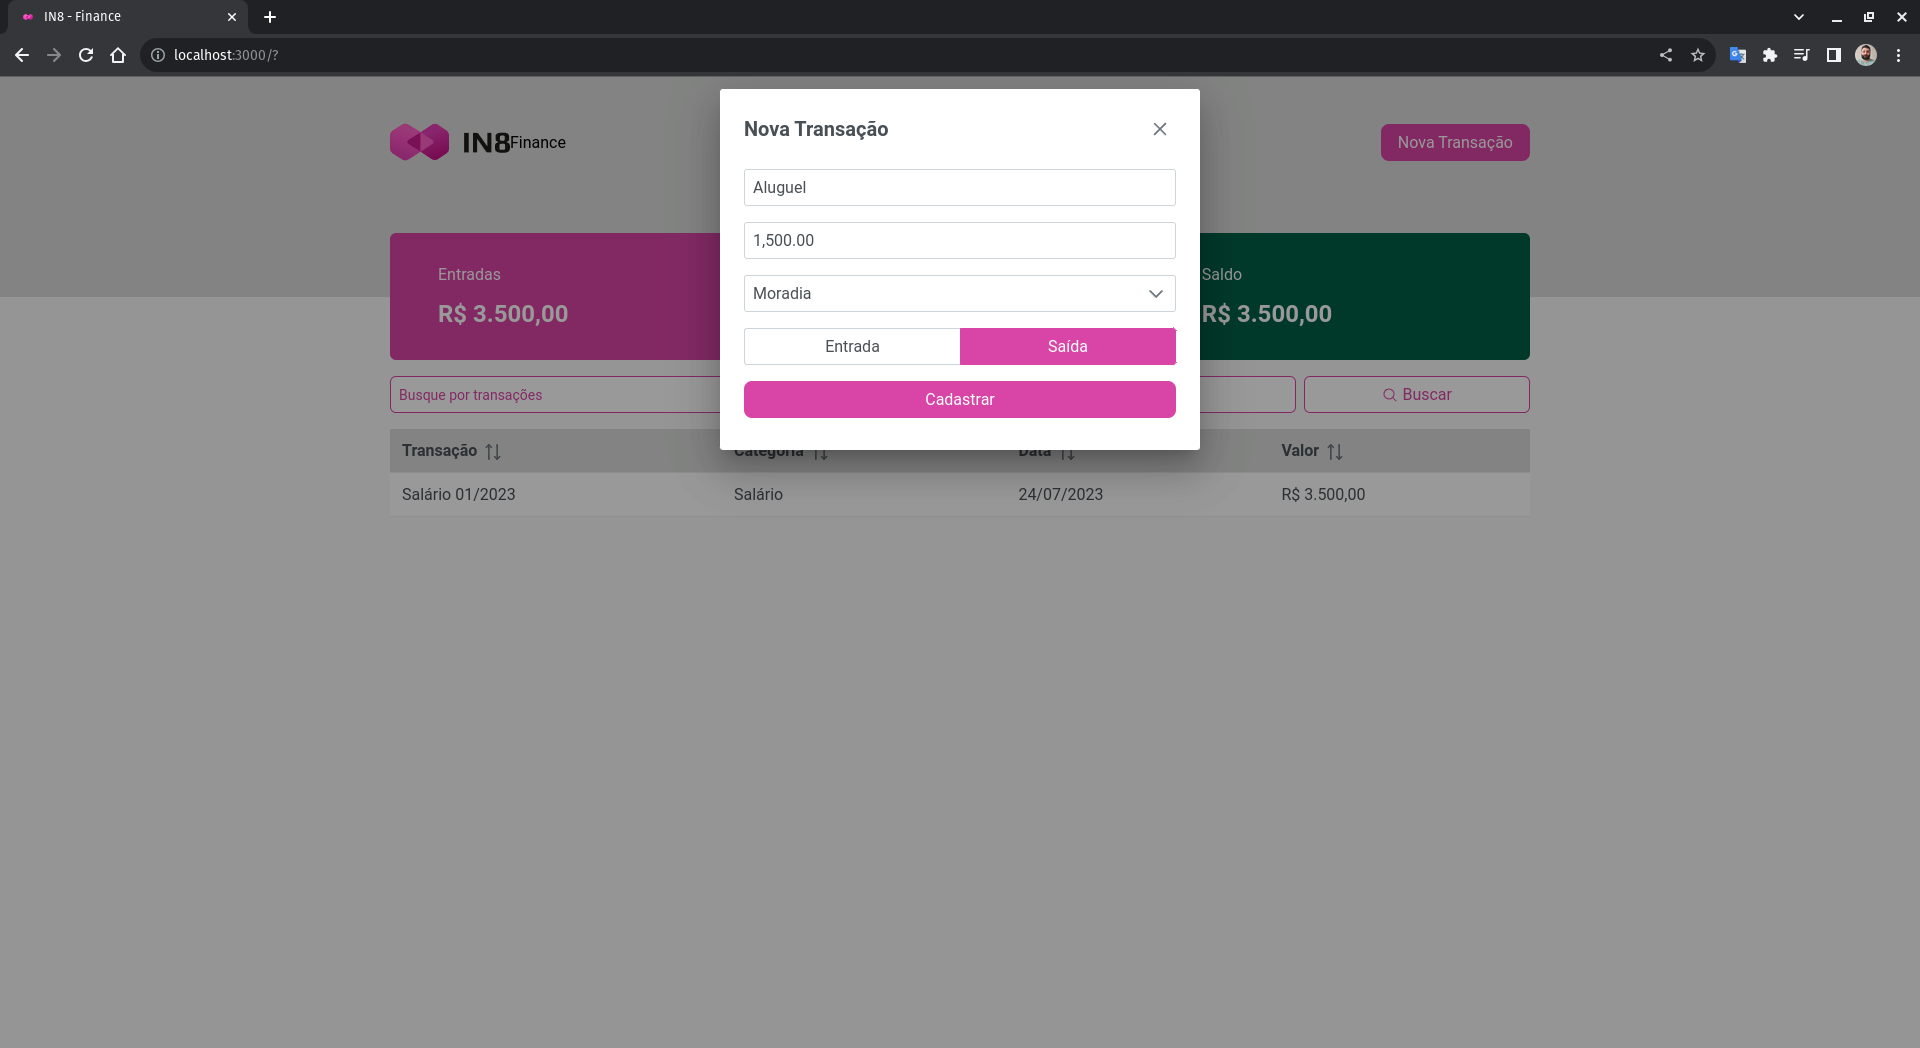 IN8 - Finance
localhost:3000/?
IN8Finance
Nova Transação
Nova Transação
Aluguel
1,500.00
Moradia
Entrada Saída
Cadastrar
Entradas
R$ 3.500,00
Saldo
R$ 3.500,00
Busque por transações
Buscar
Transação Categoria Data Valor
Salário 01/2023 Salário 24/07/2023 R$ 3.500,00